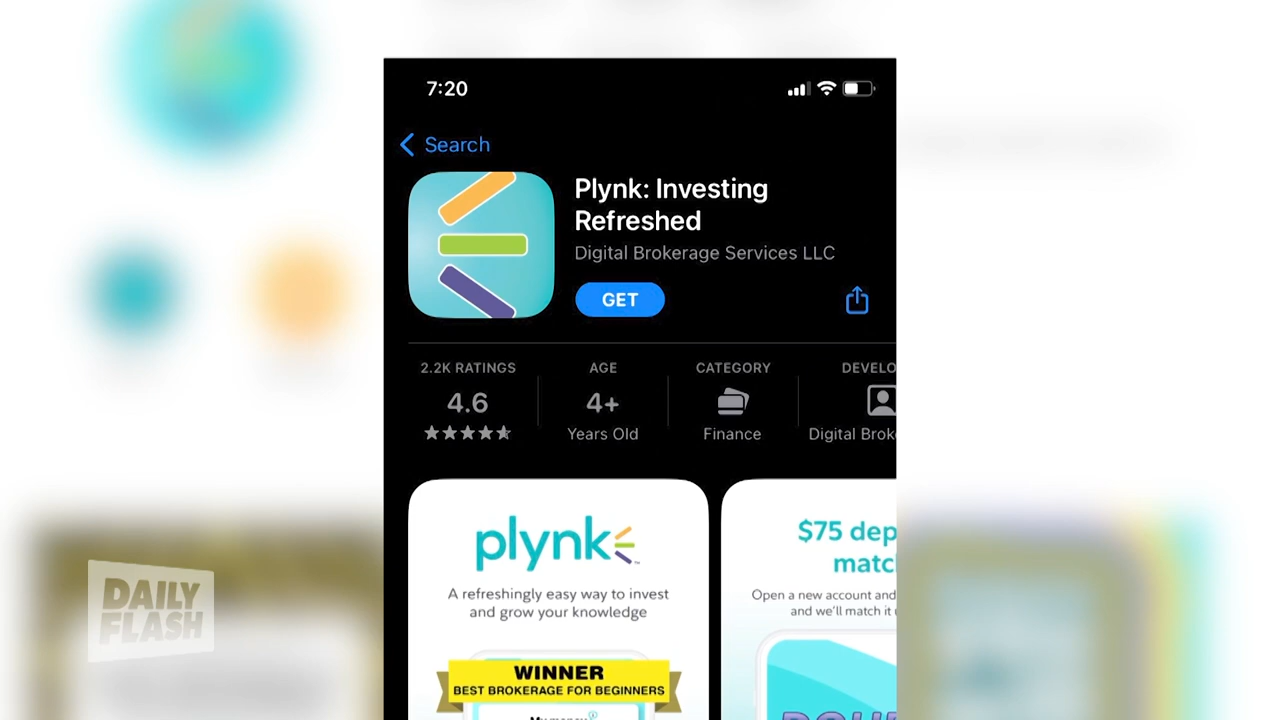 7:20
Search
Plynk: Investing
Refreshed
Digital Brokerage Services LLC
GET
2.2K RATINGS
4.6
AGE
4+
Years Old
CATEGORY
Finance
DEVELO
Digital Brok
plynk
A refreshingly easy way to invest
and grow your knowledge
WINNER
BEST BROKERAGE FOR BEGINNERS
$75 dep
matc
Open a new account and
and we'll match it
DAILY
FLASH